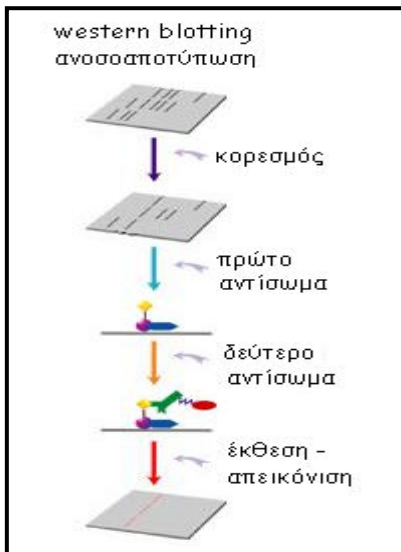 western blotting
ανοσοαποτύπωση
κορεσμός
πρώτο
αντίσωμα
δεύτερο
αντίσωμα
έκθεση -
απεικόνιση